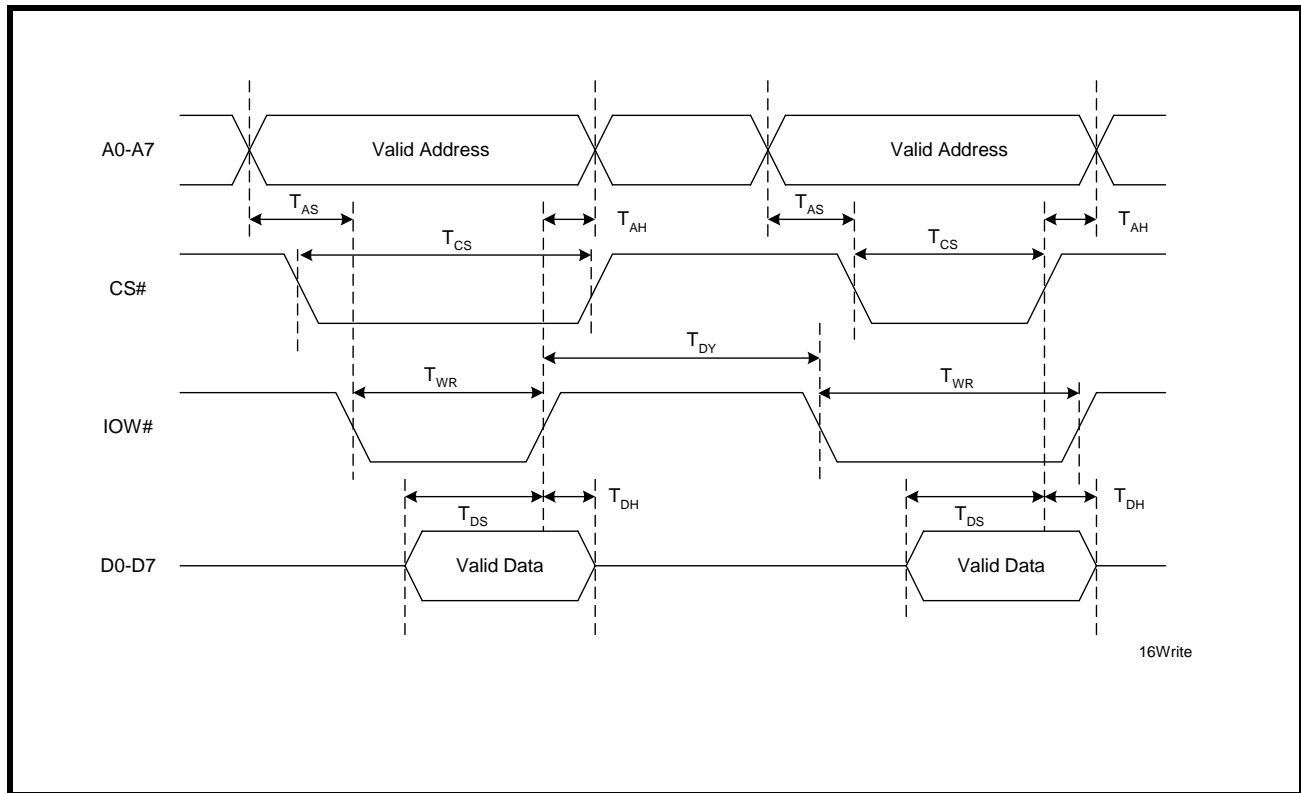 A0-A7
Valid Address
Valid Address
TAS
TAH
TAS
TAH
TCS
TCS
CS#
TDY
TWR
TWR
IOW#
TDS
TDH
TDS
TDH
D0-D7
Valid Data
Valid Data
16Write